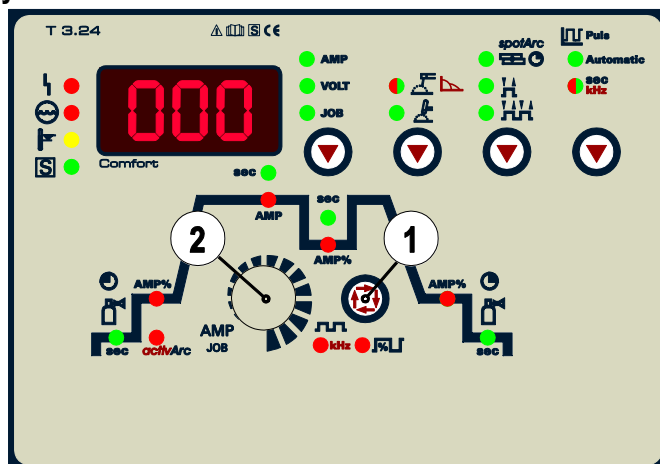 T 3.24
S CE
spotArc
Puls
AMP
Automatic
VOLT
sec
kHz
JOB
000
S
Comfort
sec
AMP
sec
AMP%
2
1
AMP%
AMP%
sec
activArc
AMP
JOB
kHz
%
sec